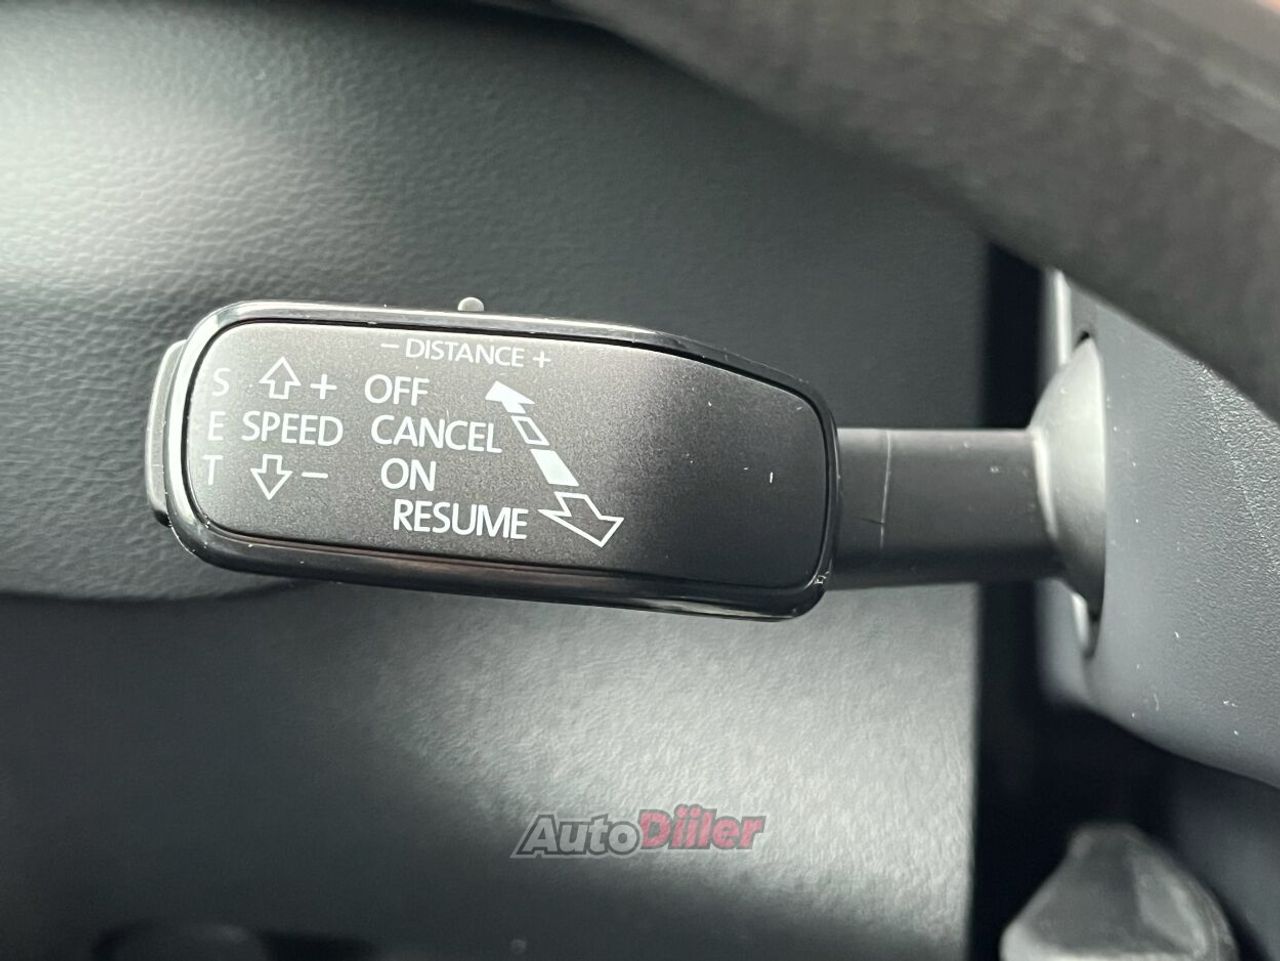 − DISTANCE +
S + OFF
E SPEED CANCEL
T − ON
RESUME
AutoDiiler